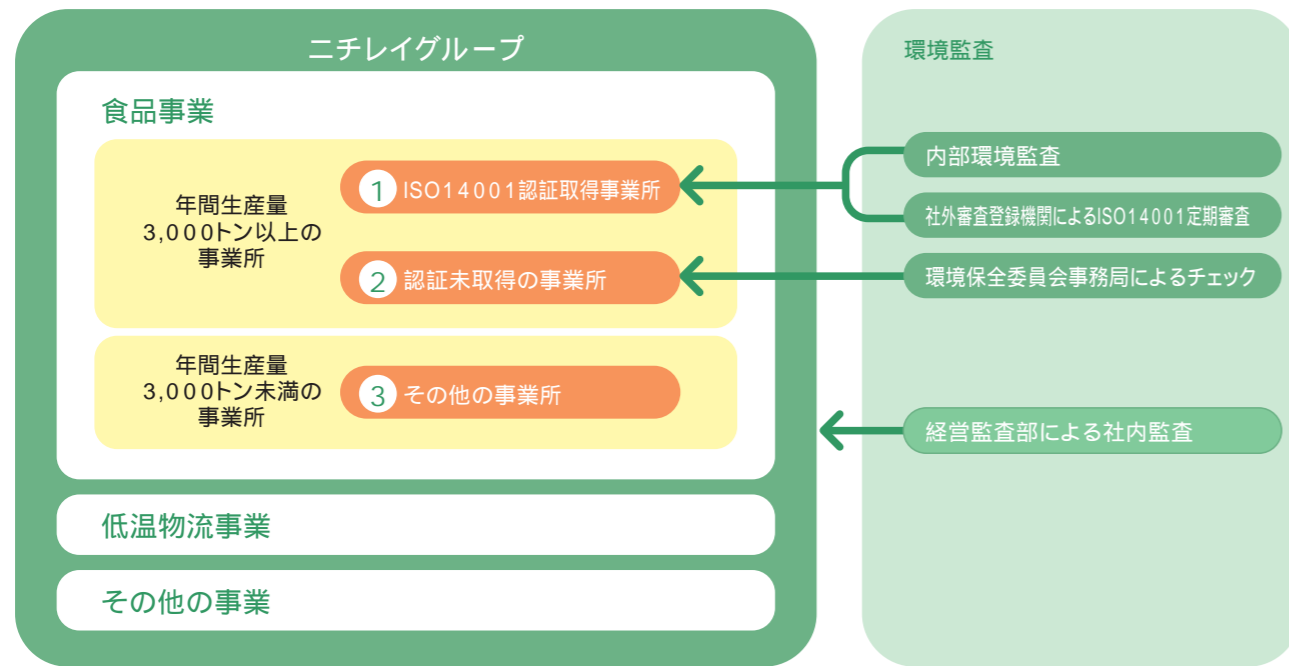 ニチレイグループ
食品事業
年間生産量
3,000トン以上の
事業所
1 ISO14001認証取得事業所
2 認証未取得の事業所
年間生産量
3,000トン未満の
事業所
3 その他の事業所
低温物流事業
その他の事業
環境監査
内部環境監査
社外審査登録機関によるISO14001定期審査
環境保全委員会事務局によるチェック
経営監査部による社内監査